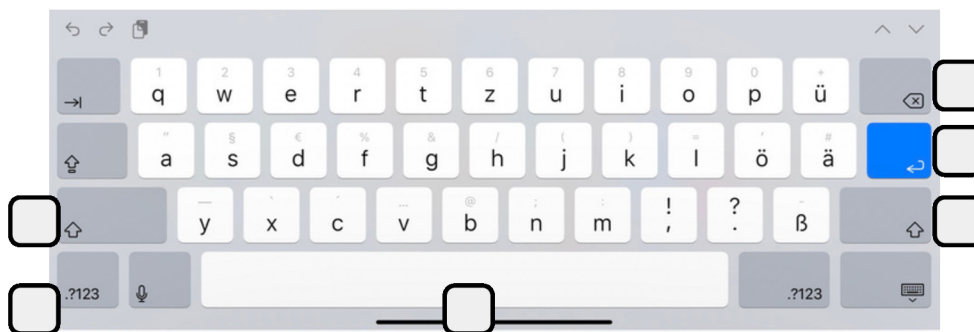 1 2 3 4 5 6 7 8 9 0 +
q w e r t z u i o p ü
" § € % & / ( ) = ' #
a s d f g h j k l ö ä
— ` ´ ... @ ; : ! ? -
y x c v b n m , . ß
.?123 .?123